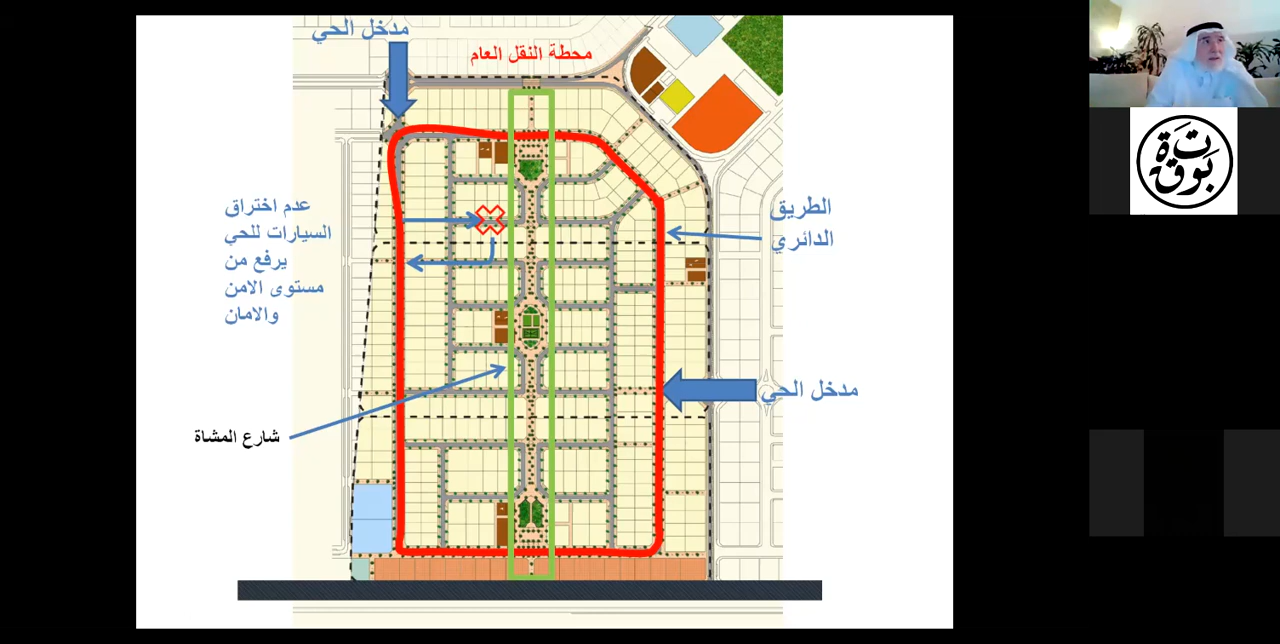 مدخل الحي
محطة النقل العام
عدم اختراق
السيارات للحي
يرفع من
مستوى الامن
والامان
الطريق
الدائري
مدخل الحي
شارع المشاة
بوتقة